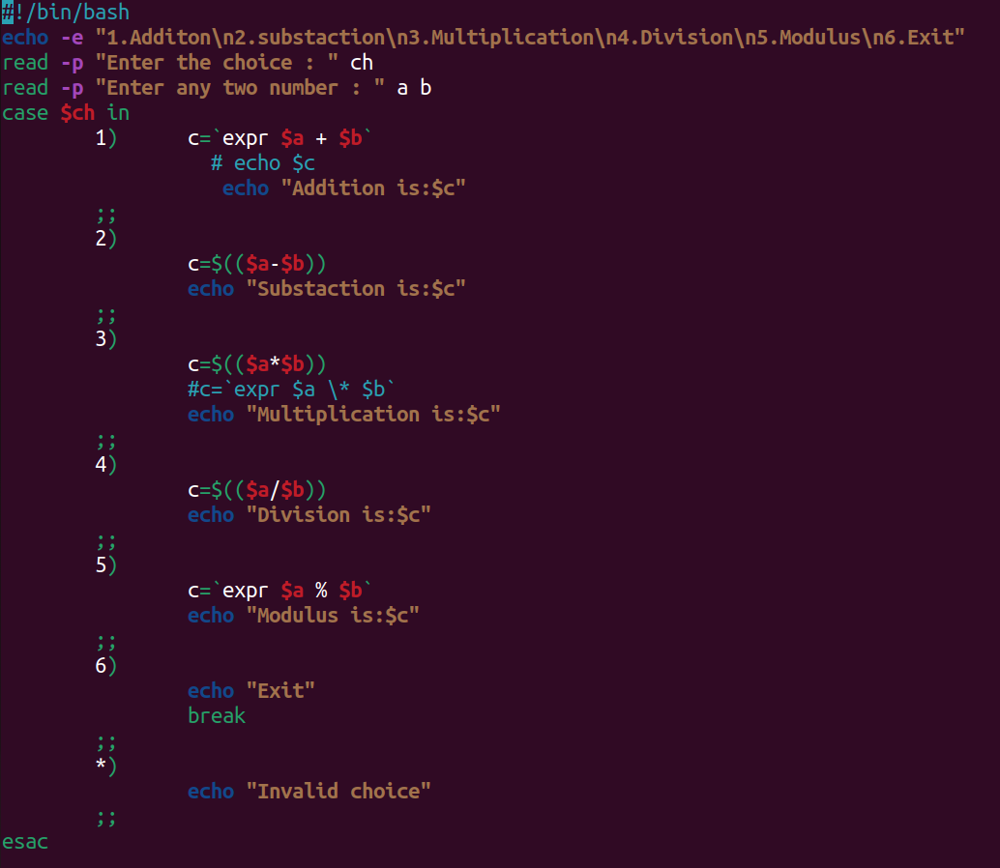 #!/bin/bash
echo -e "1.Additon\n2.substaction\n3.Multiplication\n4.Division\n5.Modulus\n6.Exit"
read -p "Enter the choice : " ch
read -p "Enter any two number : " a b
case $ch in
        1)      c=`expr $a + $b`
                  # echo $c
                   echo "Addition is:$c"
        ;;
        2)
                c=$(($a-$b))
                echo "Substaction is:$c"
        ;;
        3)
                c=$(($a*$b))
                #c=`expr $a \* $b`
                echo "Multiplication is:$c"
        ;;
        4)
                c=$(($a/$b))
                echo "Division is:$c"
        ;;
        5)
                c=`expr $a % $b`
                echo "Modulus is:$c"
        ;;
        6)
                echo "Exit"
                break
        ;;
        *)
                echo "Invalid choice"
        ;;
esac